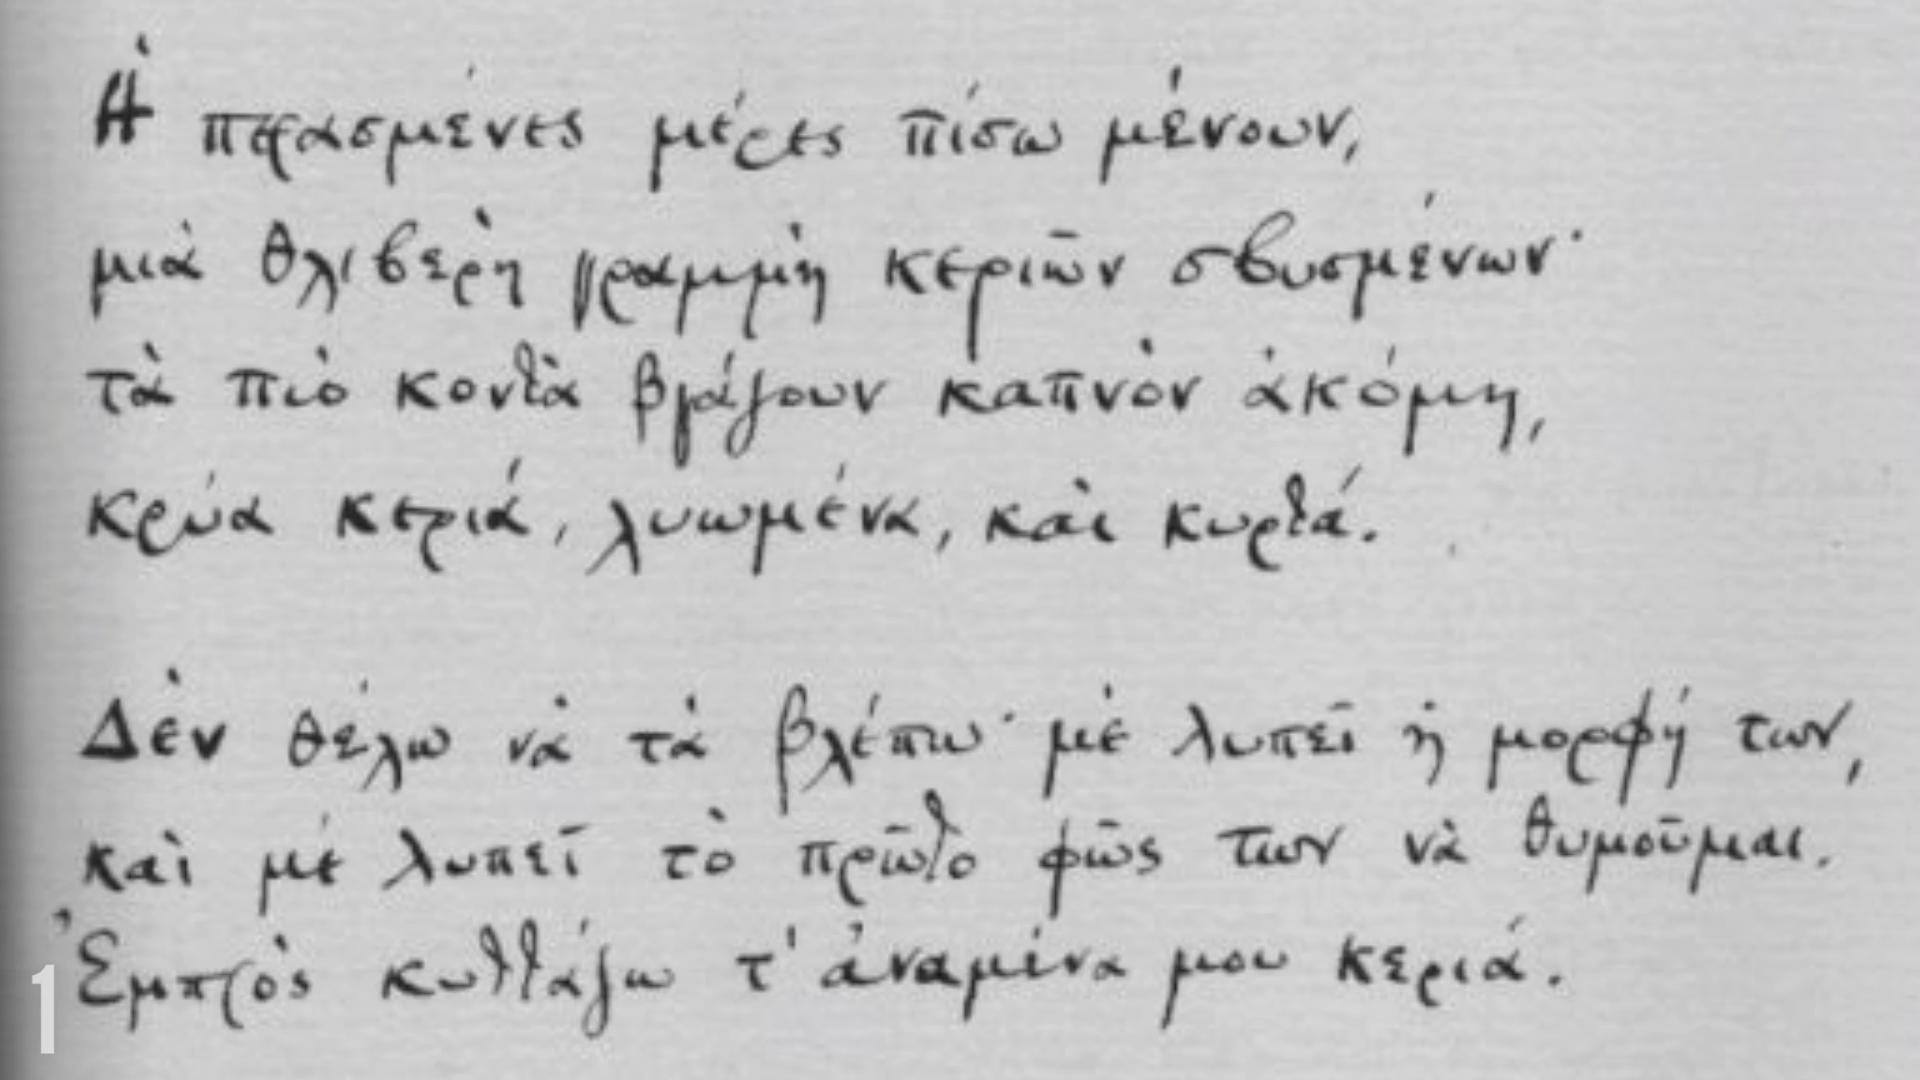 Ἡ περασμένες μέρες πίσω μένουν,
μιὰ θλιβερὴ γραμμὴ κεριῶν σβυσμένων·
τὰ πιὸ κοντὰ βγάζουν καπνὸν ἀκόμη,
κρύα κεριά, λυωμένα, καὶ κυρτά.
Δὲν θέλω νὰ τὰ βλέπω· μὲ λυπεῖ ἡ μορφή των,
καὶ μὲ λυπεῖ τὸ πρῶτο φῶς των νὰ θυμοῦμαι.
Ἐμπρὸς κυττάζω τ' ἀναμένα μου κεριά.
1